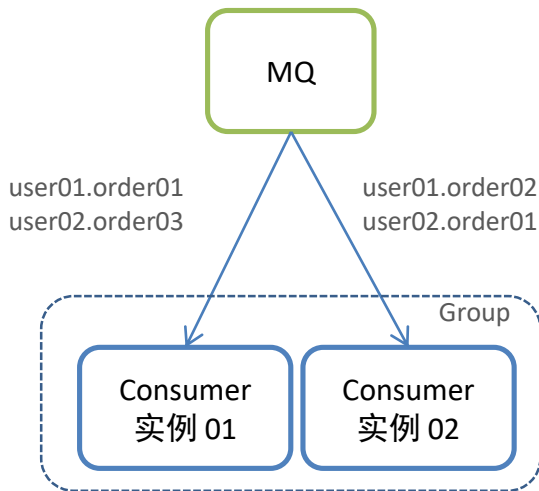 MQ
user01.order01
user02.order03
user01.order02
user02.order01
Group
Consumer
实例 01
Consumer
实例 02